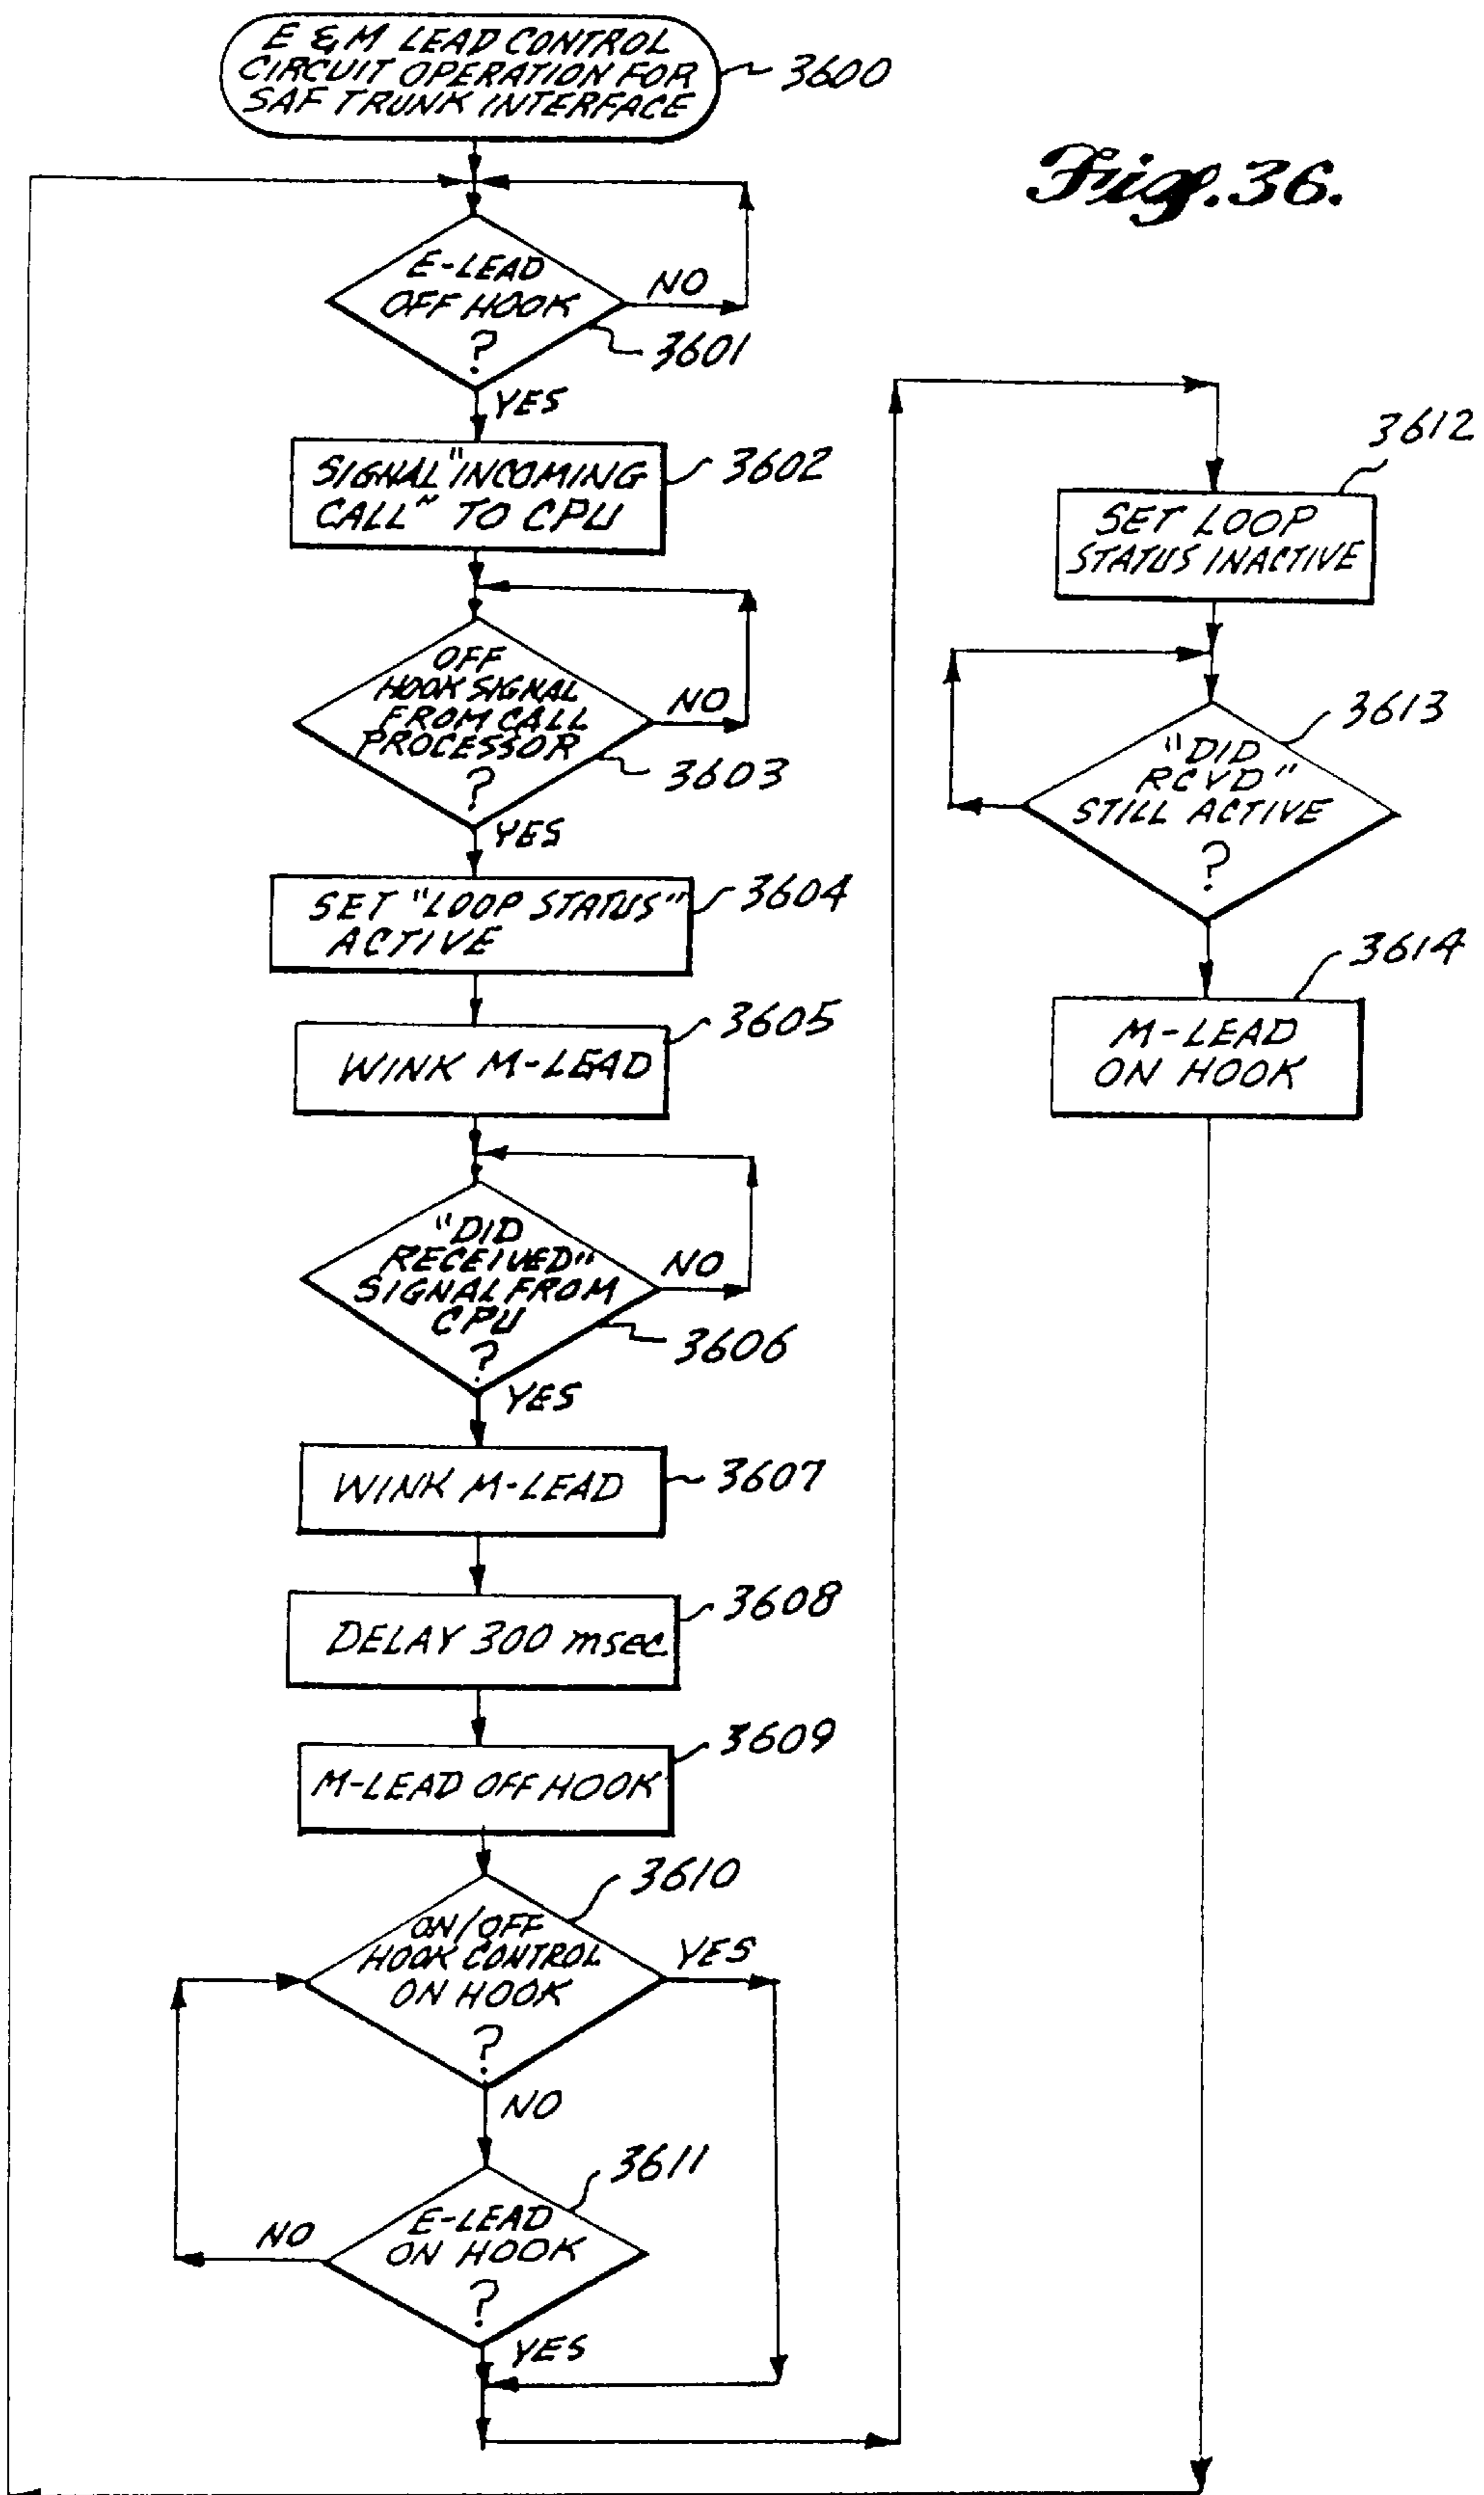 E & M LEAD CONTROL
CIRCUIT OPERATION FOR
SAF TRUNK INTERFACE
3600
Fig. 36.
E-LEAD
OFF HOOK
?
NO
3601
YES
SIGNAL "INCOMING
CALL" TO CPU
3602
OFF
HOOK SIGNAL
FROM CALL
PROCESSOR
?
NO
3603
YES
SET "LOOP STATUS"
ACTIVE
3604
WINK M-LEAD
3605
"DID
RECEIVED"
SIGNAL FROM
CPU
?
NO
3606
YES
WINK M-LEAD
3607
DELAY 300 msec
3608
M-LEAD OFF HOOK
3609
ON/OFF
HOOK CONTROL
ON HOOK
?
3610
YES
NO
E-LEAD
ON HOOK
?
3611
NO
YES
3612
SET LOOP
STATUS INACTIVE
3613
"DID
RCVD"
STILL ACTIVE
?
3614
M-LEAD
ON HOOK